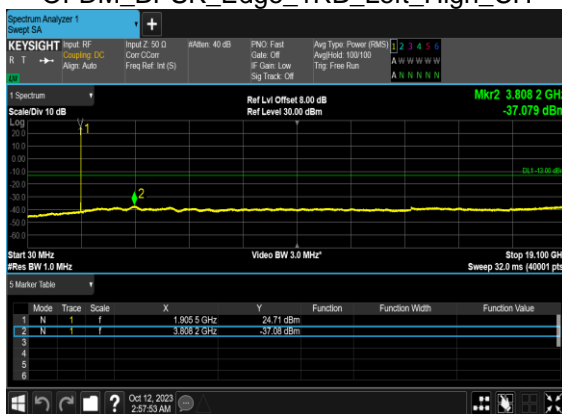 Spectrum Analyzer 1
Swept SA
+
KEYSIGHT Input: RF Input Z: 50 Ω #Atten: 40 dB PNO: Fast Avg Type: Power (RMS) 1 2 3 4 5 6
R T Coupling: DC Corr CCorr Gate: Off Avg|Hold: 100/100 A W W W W W
Align: Auto Freq Ref: Int (S) IF Gain: Low Trig: Free Run
Sig Track: Off A N N N N N
1 Spectrum Ref Lvl Offset 8.00 dB Mkr2 3.808 2 GHz
Scale/Div 10 dB Ref Level 30.00 dBm -37.079 dBm
Log
20.0
10.0
0.00
-10.0
-20.0
-30.0
-40.0
-50.0
-60.0
1
2
DL1 -13.00 dBm
Start 30 MHz Video BW 3.0 MHz* Stop 19.100 GHz
#Res BW 1.0 MHz Sweep 32.0 ms (40001 pts)
5 Marker Table
Mode Trace Scale X Y Function Function Width Function Value
1 N 1 f 1.905 5 GHz 24.71 dBm
2 N 1 f 3.808 2 GHz -37.08 dBm
3
4
5
6
? Oct 12, 2023
2:57:53 AM